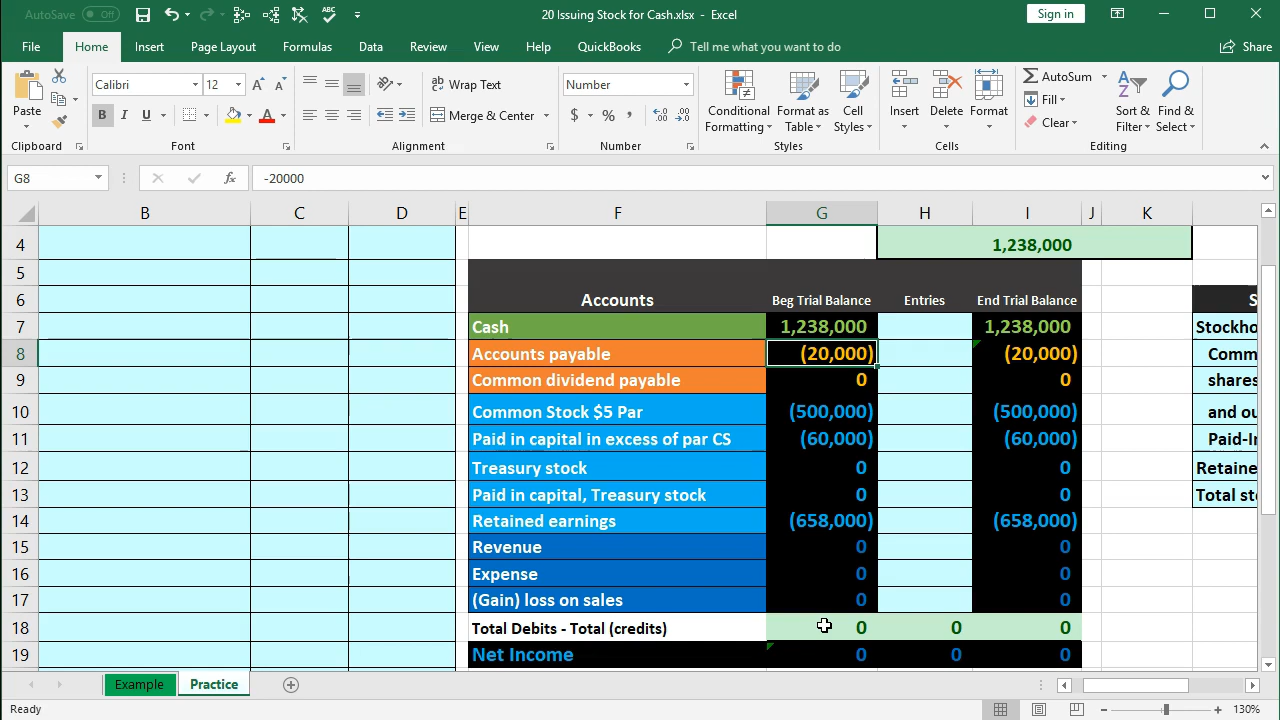 AutoSave Off 20 Issuing Stock for Cash.xlsx - Excel Sign in
File Home Insert Page Layout Formulas Data Review View Help QuickBooks Tell me what you want to do Share
Paste Calibri 12 A A Wrap Text Number Conditional Formatting Format as Table Cell Styles Insert Delete Format AutoSum Sort & Filter Find & Select
B I U A Merge & Center $ % , Fill Clear
Clipboard Font Alignment Number Styles Cells Editing
G8 fx -20000
B C D E F G H I J K
4 1,238,000
5
6 Accounts Beg Trial Balance Entries End Trial Balance S
7 Cash 1,238,000 1,238,000 Stockho
8 Accounts payable (20,000) (20,000) Comm
9 Common dividend payable 0 0 shares
10 Common Stock $5 Par (500,000) (500,000) and ou
11 Paid in capital in excess of par CS (60,000) (60,000) Paid-In
12 Treasury stock 0 0 Retaine
13 Paid in capital, Treasury stock 0 0 Total st
14 Retained earnings (658,000) (658,000)
15 Revenue 0 0
16 Expense 0 0
17 (Gain) loss on sales 0 0
18 Total Debits - Total (credits) 0 0 0
19 Net Income 0 0 0
Example Practice
Ready 130%